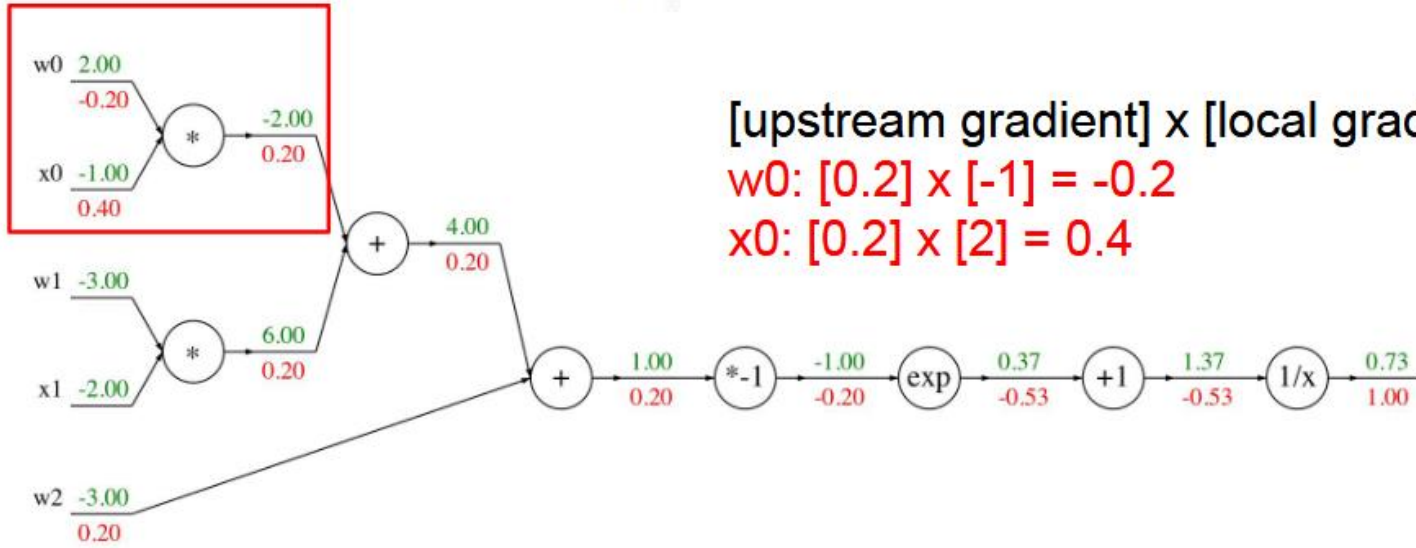 w0 2.00
-0.20
*
-2.00
0.20
x0 -1.00
0.40
[upstream gradient] x [local grad
w0: [0.2] x [-1] = -0.2
x0: [0.2] x [2] = 0.4
+
4.00
0.20
w1 -3.00
*
6.00
0.20
x1 -2.00
+
1.00
0.20
*-1
-1.00
-0.20
exp
0.37
-0.53
+1
1.37
-0.53
1/x
0.73
1.00
w2 -3.00
0.20